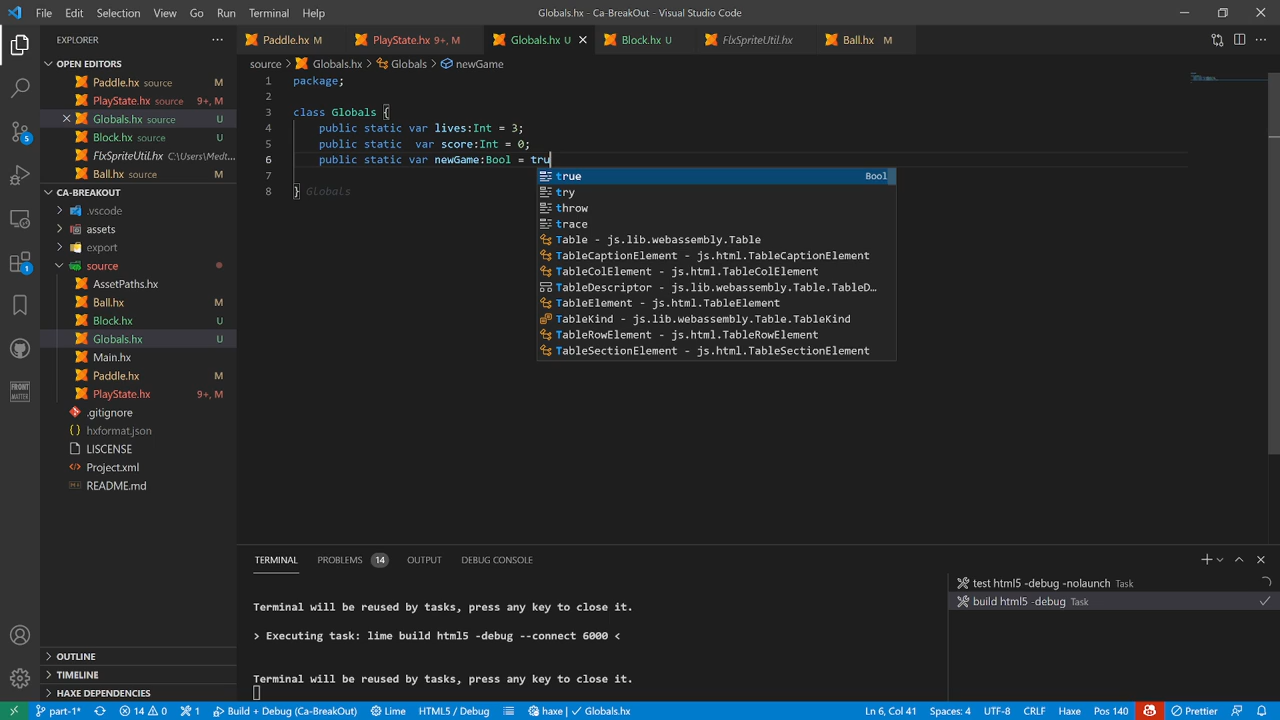 File Edit Selection View Go Run Terminal Help
Globals.hx - Ca-BreakOut - Visual Studio Code
EXPLORER
OPEN EDITORS
Paddle.hx source M
PlayState.hx source 9+, M
Globals.hx source U
Block.hx source U
FlxSpriteUtil.hx C:\Users\Medt...
Ball.hx source M
CA-BREAKOUT
.vscode
assets
export
source
AssetPaths.hx
Ball.hx M
Block.hx U
Globals.hx U
Main.hx
Paddle.hx M
PlayState.hx 9+, M
.gitignore
hxformat.json
LISCENSE
Project.xml
README.md
OUTLINE
TIMELINE
HAXE DEPENDENCIES
5
1
FRONT MATTER
Paddle.hx M PlayState.hx 9+, M Globals.hx U Block.hx U FlxSpriteUtil.hx Ball.hx M
source > Globals.hx > Globals > newGame
1 package;
2
3 class Globals {
4 public static var lives:Int = 3;
5 public static  var score:Int = 0;
6 public static var newGame:Bool = tru
7
8 } Globals
true Bool
try
throw
trace
Table - js.lib.webassembly.Table
TableCaptionElement - js.html.TableCaptionElement
TableColElement - js.html.TableColElement
TableDescriptor - js.lib.webassembly.Table.TableD...
TableElement - js.html.TableElement
TableKind - js.lib.webassembly.Table.TableKind
TableRowElement - js.html.TableRowElement
TableSectionElement - js.html.TableSectionElement
TERMINAL PROBLEMS 14 OUTPUT DEBUG CONSOLE
Terminal will be reused by tasks, press any key to close it.
> Executing task: lime build html5 -debug --connect 6000 <
Terminal will be reused by tasks, press any key to close it.
test html5 -debug -nolaunch Task
build html5 -debug Task
part-1* 14 0 1 Build + Debug (Ca-BreakOut) Lime HTML5 / Debug haxe | Globals.hx Ln 6, Col 41 Spaces: 4 UTF-8 CRLF Haxe Pos 140 Prettier